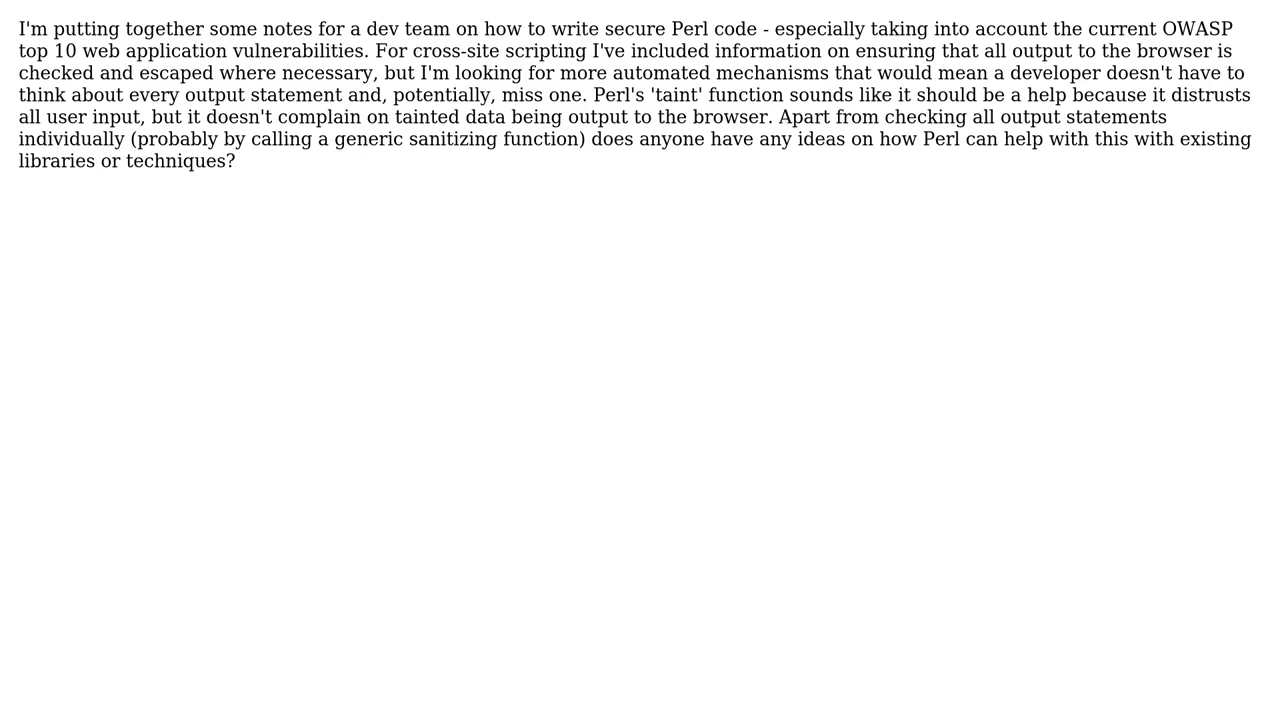 I'm putting together some notes for a dev team on how to write secure Perl code - especially taking into account the current OWASP
top 10 web application vulnerabilities. For cross-site scripting I've included information on ensuring that all output to the browser is
checked and escaped where necessary, but I'm looking for more automated mechanisms that would mean a developer doesn't have to
think about every output statement and, potentially, miss one. Perl's 'taint' function sounds like it should be a help because it distrusts
all user input, but it doesn't complain on tainted data being output to the browser. Apart from checking all output statements
individually (probably by calling a generic sanitizing function) does anyone have any ideas on how Perl can help with this with existing
libraries or techniques?